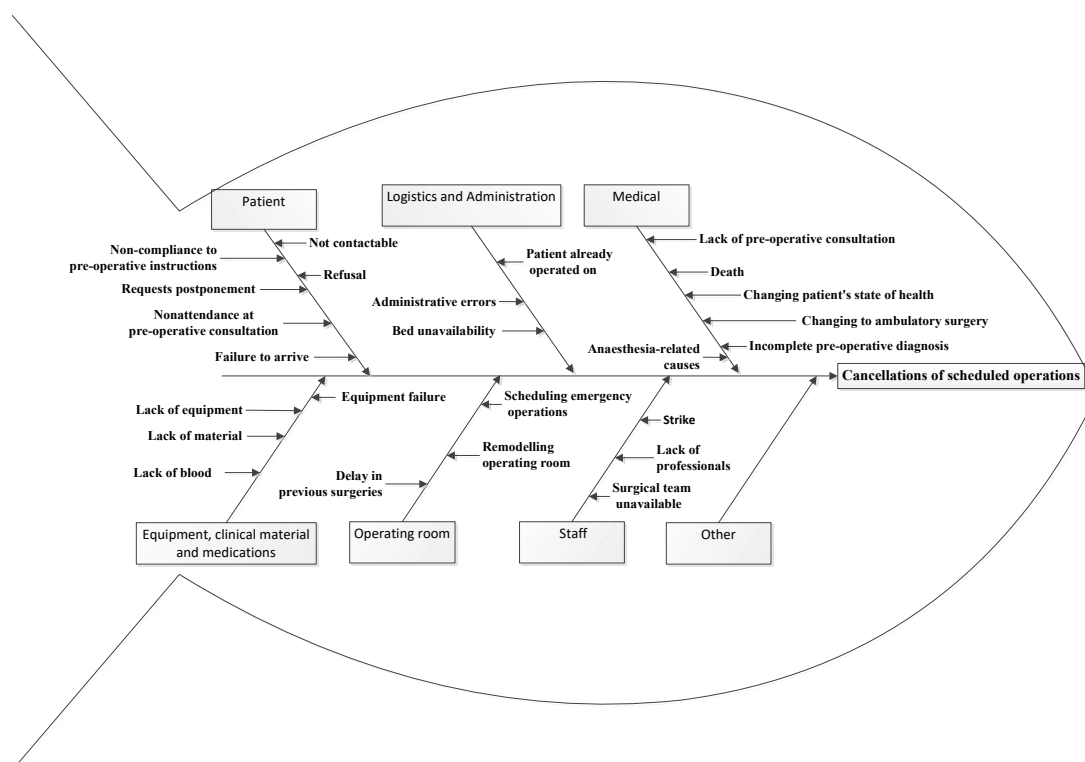 Patient
Logistics and Administration
Medical
Not contactable
Non-compliance to
pre-operative instructions
Refusal
Requests postponement
Nonattendance at
pre-operative consultation
Failure to arrive
Patient already
operated on
Administrative errors
Bed unavailability
Lack of pre-operative consultation
Death
Changing patient's state of health
Changing to ambulatory surgery
Incomplete pre-operative diagnosis
Anaesthesia-related
causes
Cancellations of scheduled operations
Equipment failure
Lack of equipment
Lack of material
Lack of blood
Scheduling emergency
operations
Remodelling
operating room
Delay in
previous surgeries
Strike
Lack of
professionals
Surgical team
unavailable
Equipment, clinical material
and medications
Operating room
Staff
Other